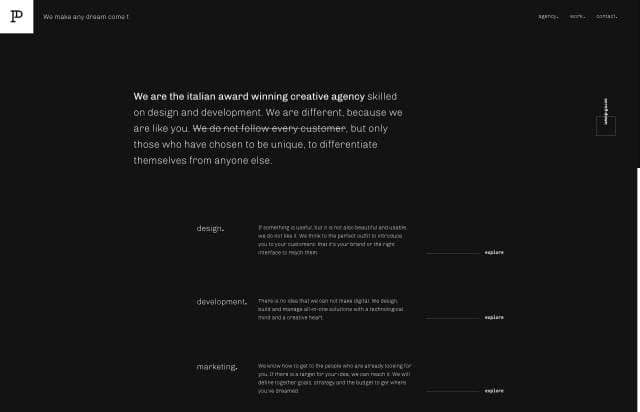 We make any dream come t
agency. work. contact.
We are the italian award winning creative agency skilled
on design and development. We are different, because we
are like you. We do not follow every customer, but only
those who have chosen to be unique, to differentiate
themselves from anyone else.
design.
If something is useful, but it is not also beautiful and usable,
we do not like it. We think to the perfect outfit to introduce
you to your customers: that it's your brand or the right
interface to reach them.
explore
development.
There is no idea that we can not make digital. We design,
build and manage all-in-one solutions with a technological
mind and a creative heart.
explore
marketing.
We know how to get to the people who are already looking for
you. If there is a target for your idea, we can reach it. We will
define together goals, strategy and the budget to get where
you've dreamed.
explore